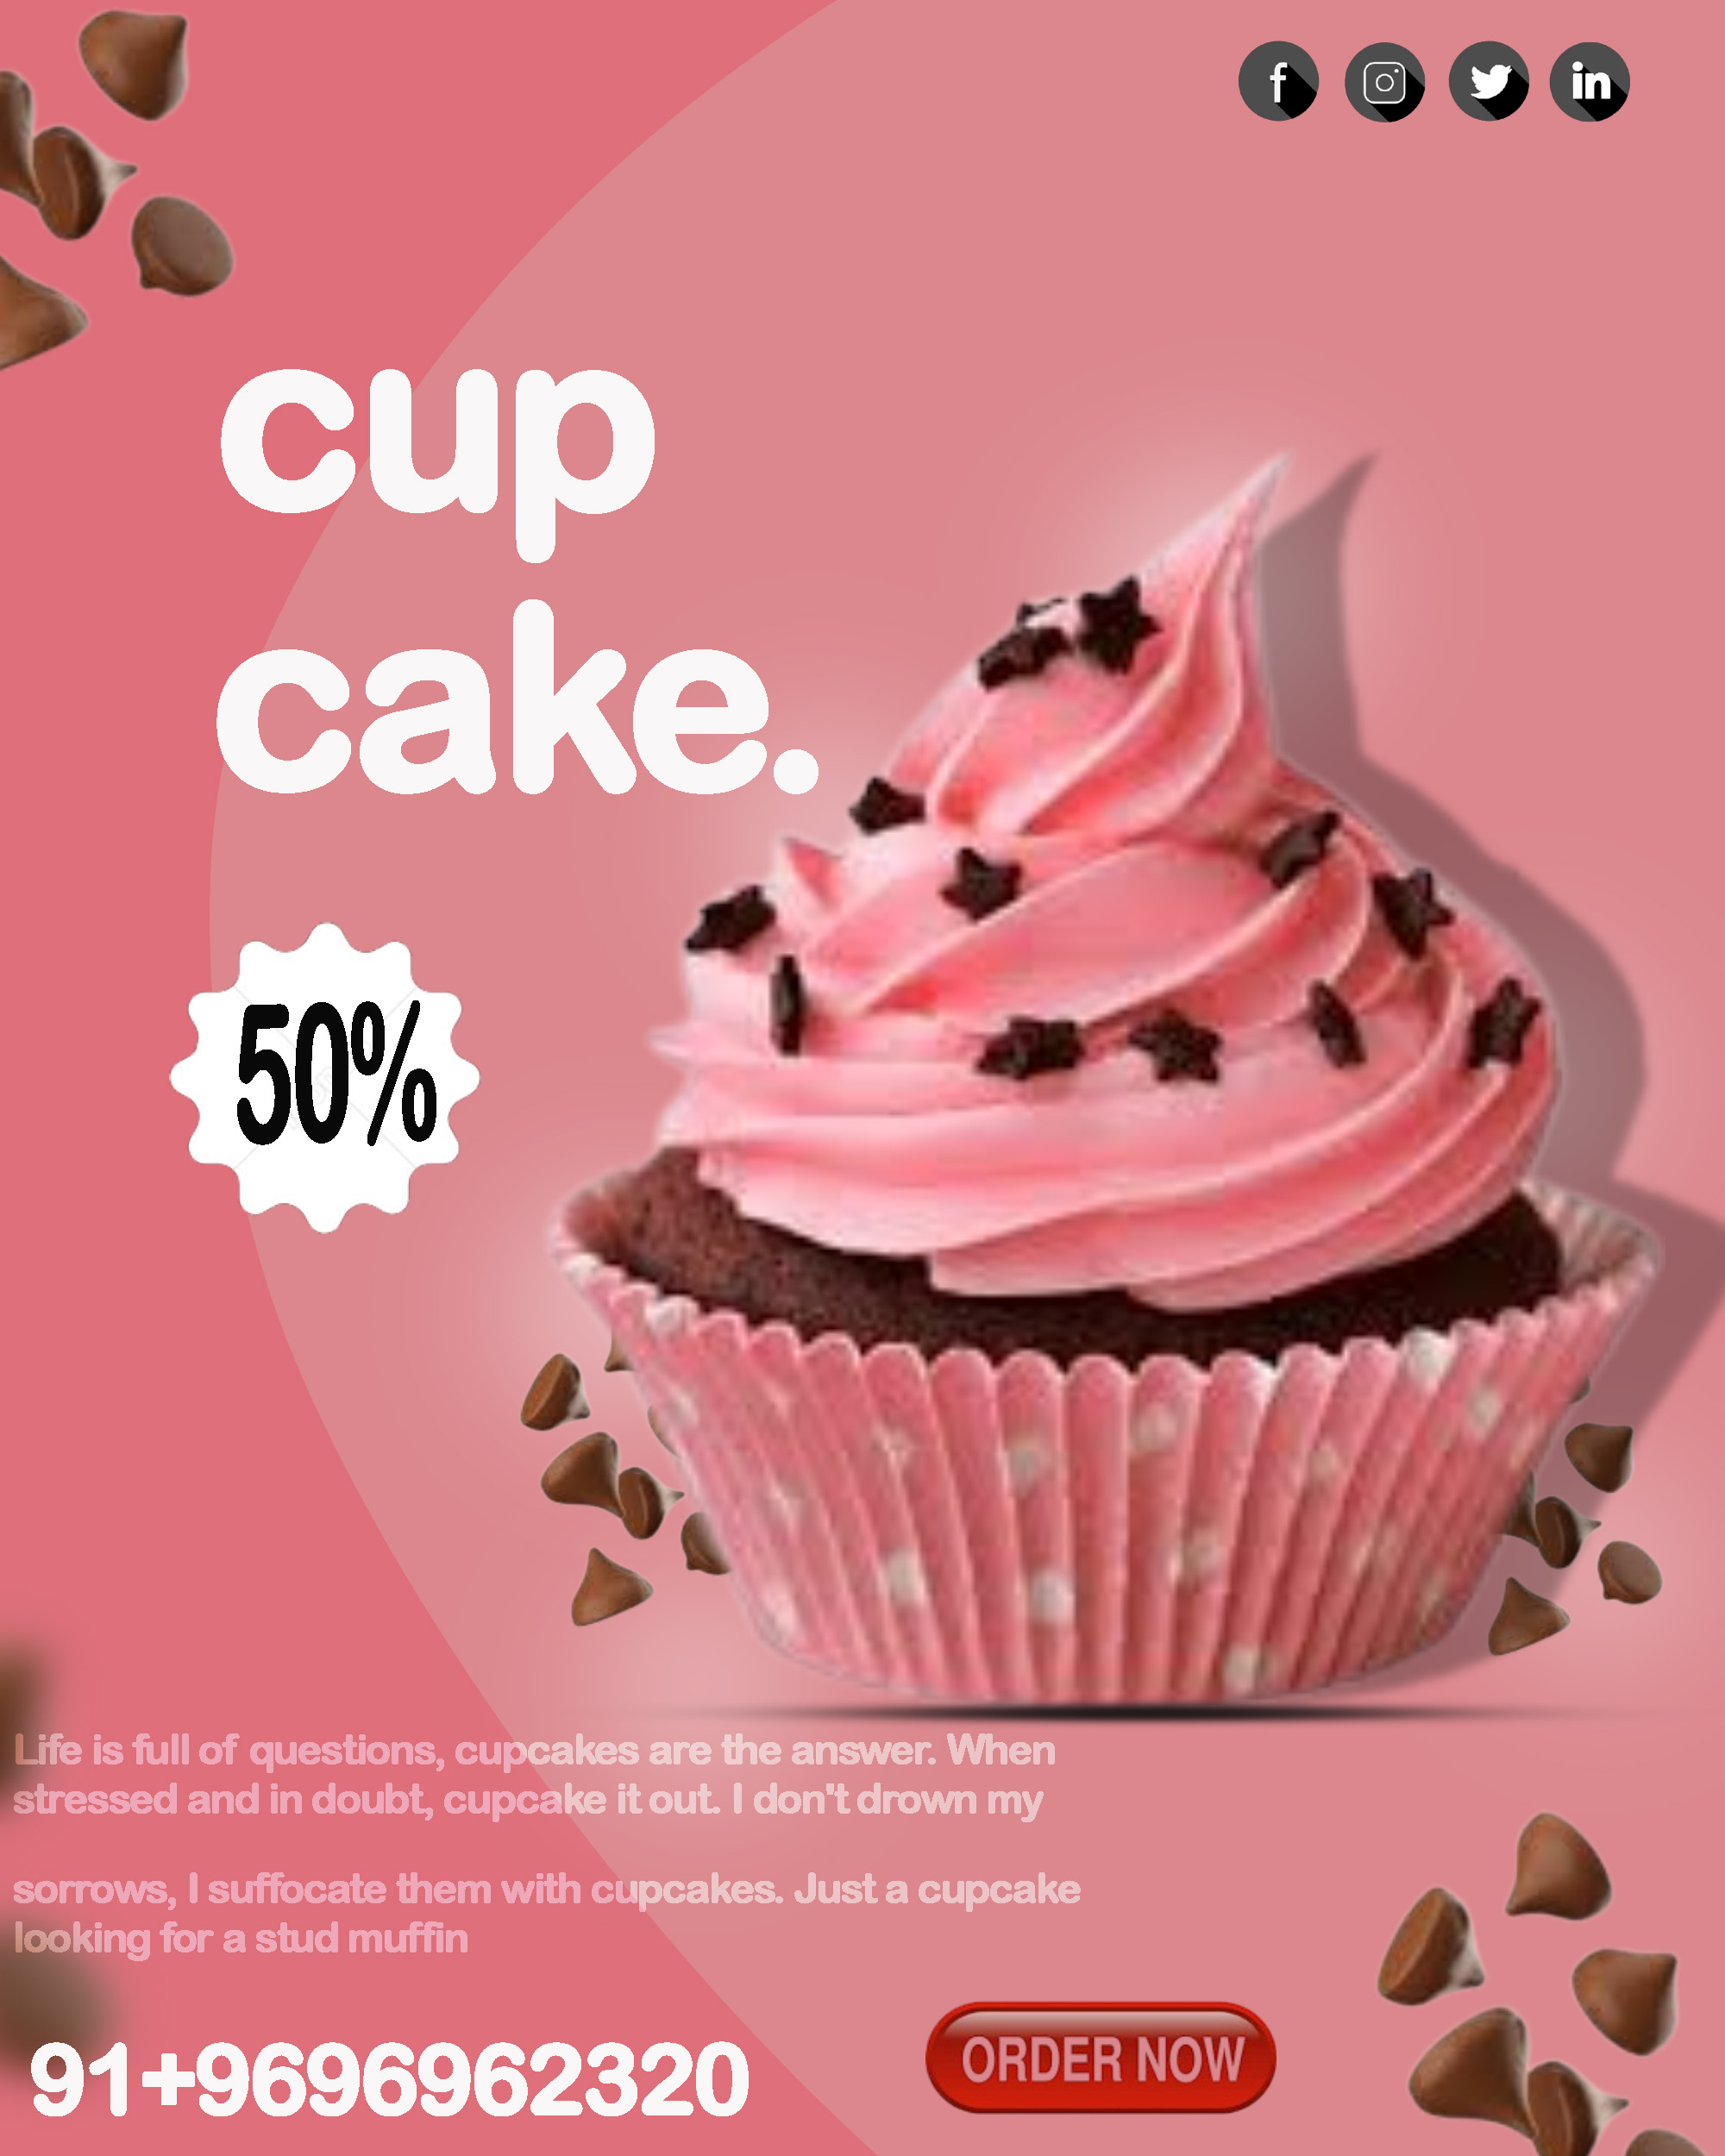 f
in
cup
cake.
50%
Life is full of questions, cupcakes are the answer. When
stressed and in doubt, cupcake it out. I don"t drown my
sorrows, I suffocate them with cupcakes. Just a cupcake
looking for a stud muffin
91+9696962320
ORDER NOW